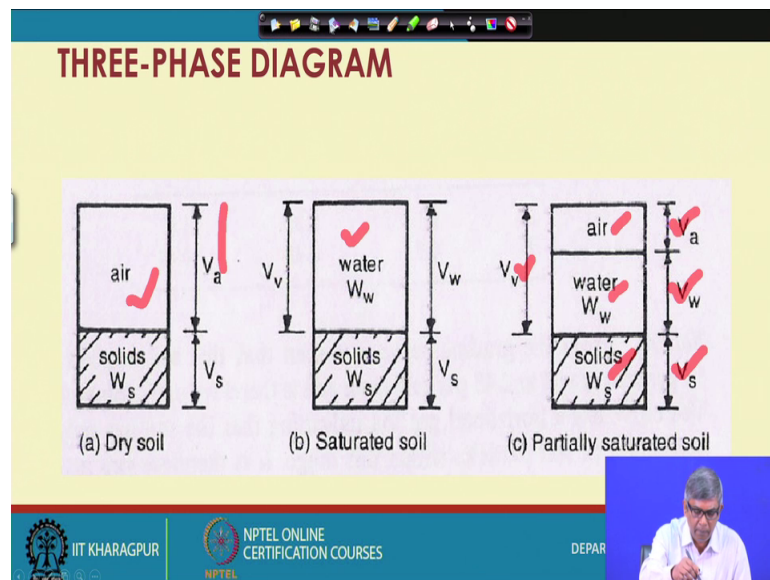 THREE-PHASE DIAGRAM
air
Va
solids
Ws
Vs
(a) Dry soil
Vv
water
Ww
Vw
solids
Ws
Vs
(b) Saturated soil
Vv
air
Va
water
Ww
Vw
solids
Ws
Vs
(c) Partially saturated soil
IIT KHARAGPUR
NPTEL
NPTEL ONLINE
CERTIFICATION COURSES
DEPAR